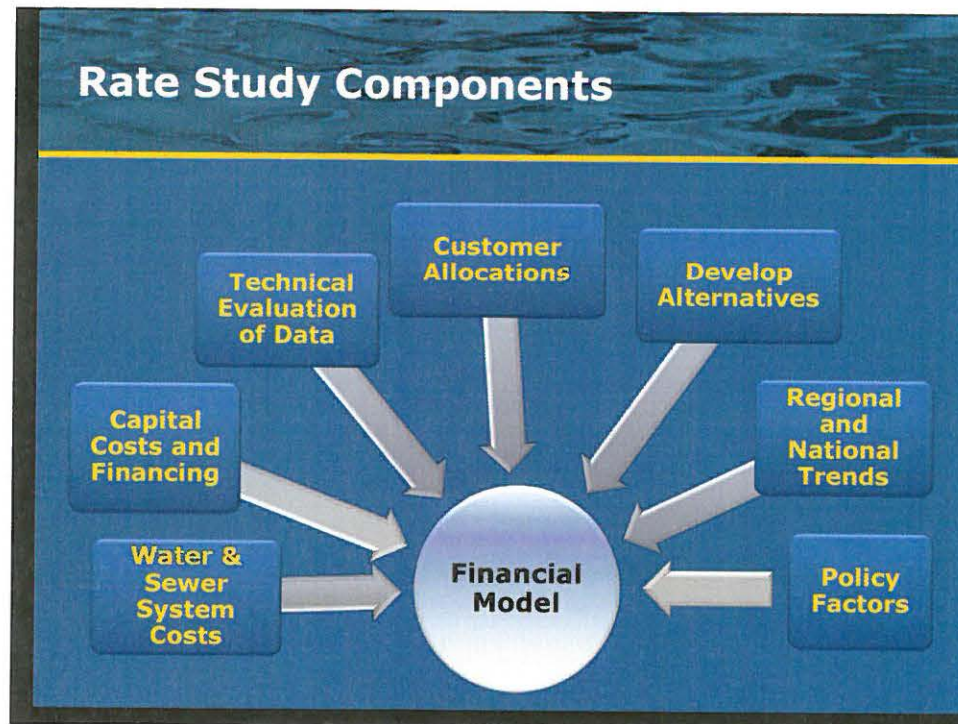 Rate Study Components
Customer
Allocations
Technical
Evaluation
of Data
Develop
Alternatives
Capital
Costs and
Financing
Regional
and
National
Trends
Water &
Sewer
System
Costs
Financial
Model
Policy
Factors